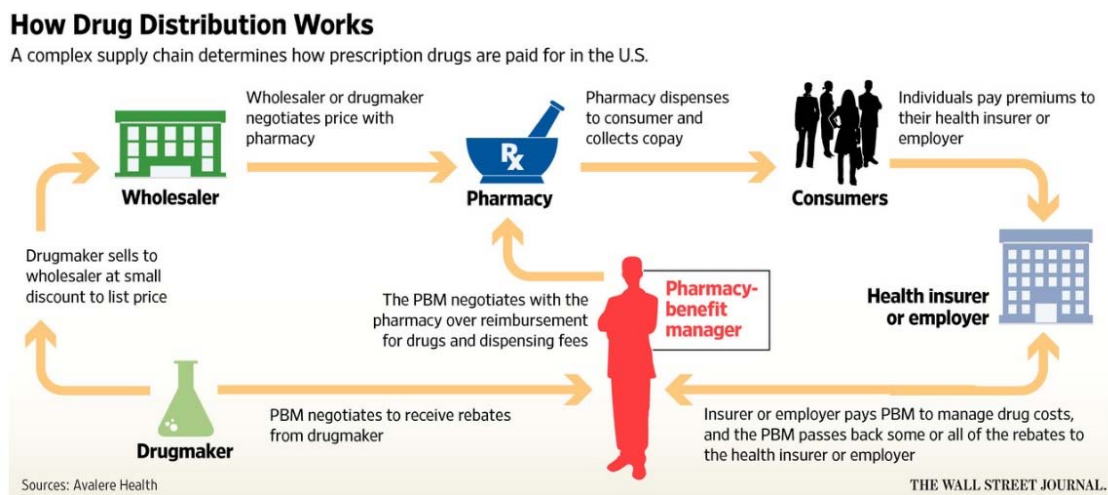 How Drug Distribution Works
A complex supply chain determines how prescription drugs are paid for in the U.S.
Wholesaler or drugmaker
negotiates price with
pharmacy
Pharmacy dispenses
to consumer and
collects copay
Individuals pay premiums to
their health insurer or
employer
Rx
Wholesaler
Pharmacy
Consumers
Drugmaker sells to
wholesaler at small
discount to list price
The PBM negotiates with the
pharmacy over reimbursement
for drugs and dispensing fees
Pharmacy-
benefit
manager
Health insurer
or employer
PBM negotiates to receive rebates
from drugmaker
Insurer or employer pays PBM to manage drug costs,
and the PBM passes back some or all of the rebates to
the health insurer or employer
Drugmaker
Sources: Avalere Health
THE WALL STREET JOURNAL.